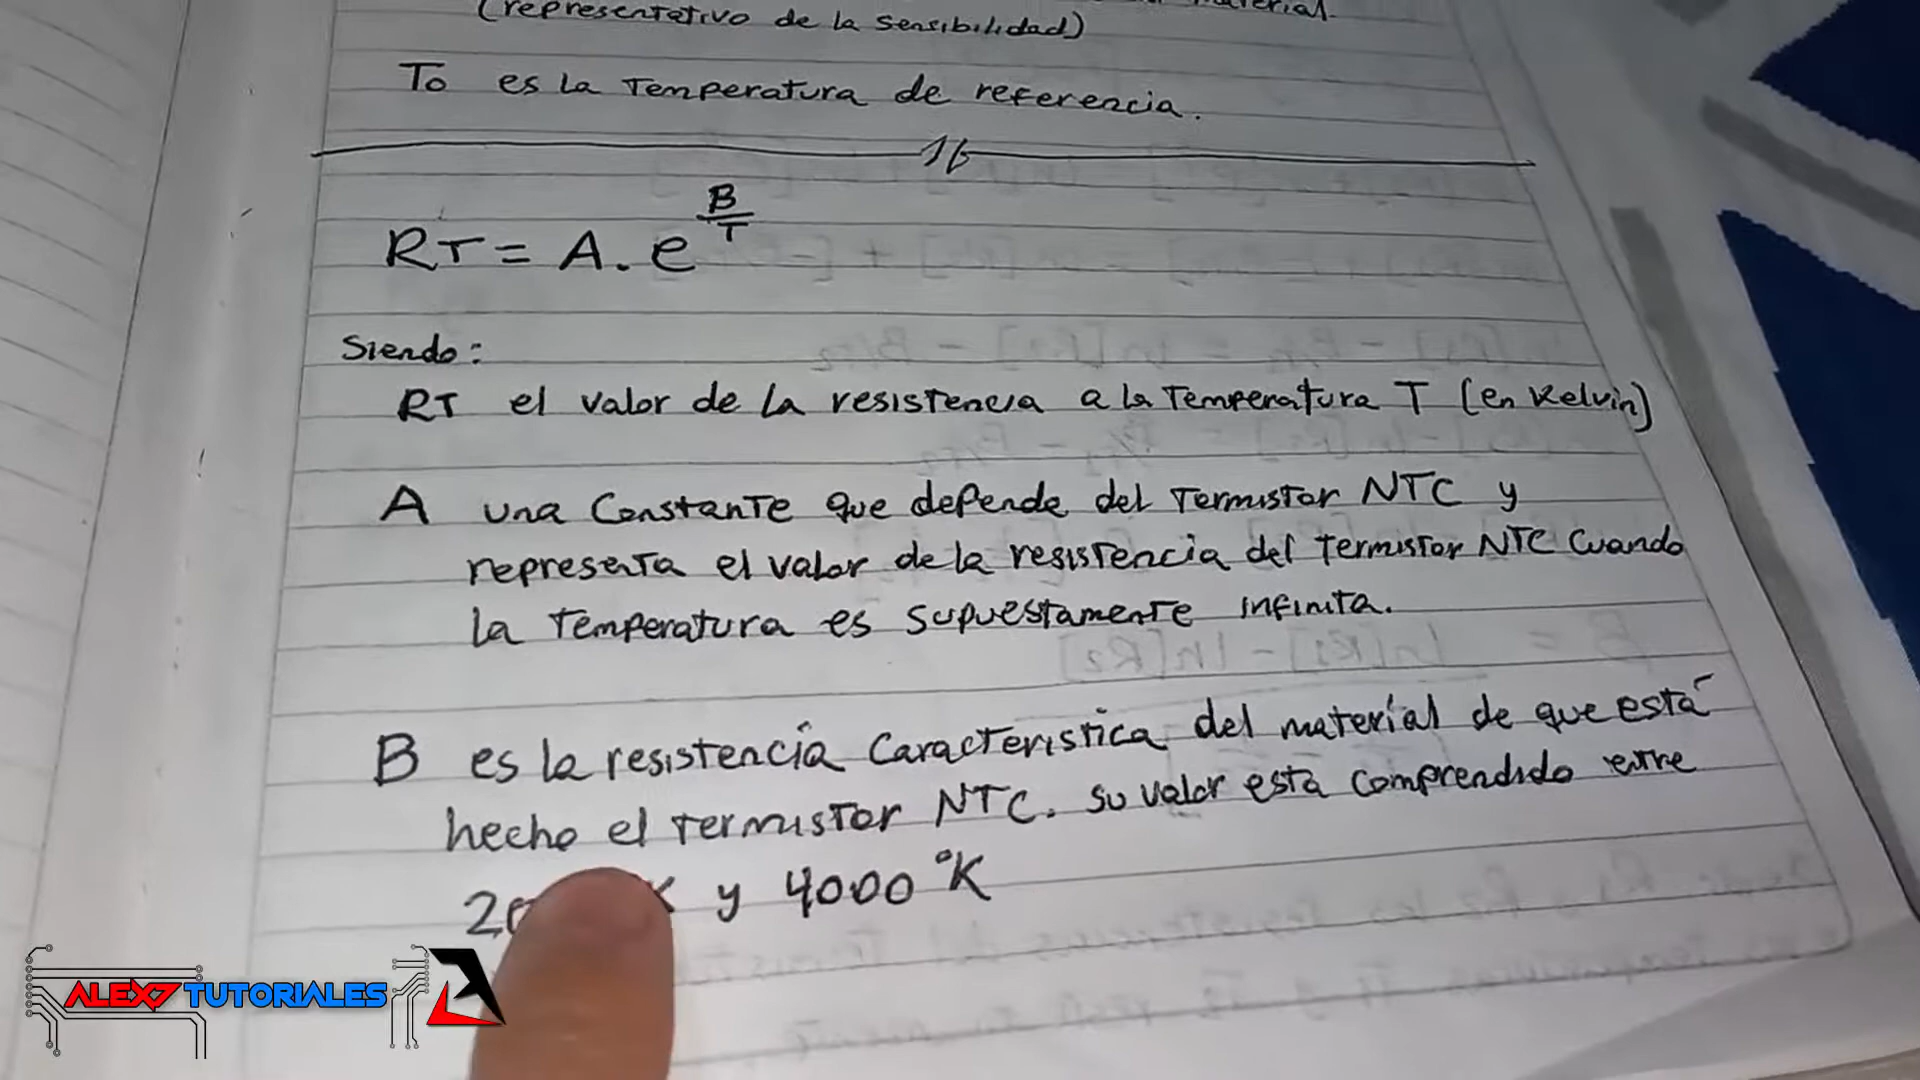 material.
(representativo de la sensibilidad)
To es la Temperatura de referencia.
RT = A. e^B/T
Siendo:
RT el valor de la resistencia a la Temperatura T (en Kelvin)
A una Constante que depende del Termistor NTC y
representa el valor de la resistencia del Termistor NTC Cuando
la Temperatura es supuestamente infinita.
B es la resistencia Caracteristica del material de que está
hecho el Termistor NTC. su valor esta comprendido entre
y 4000 °K
ALEX7 TUTORIALES